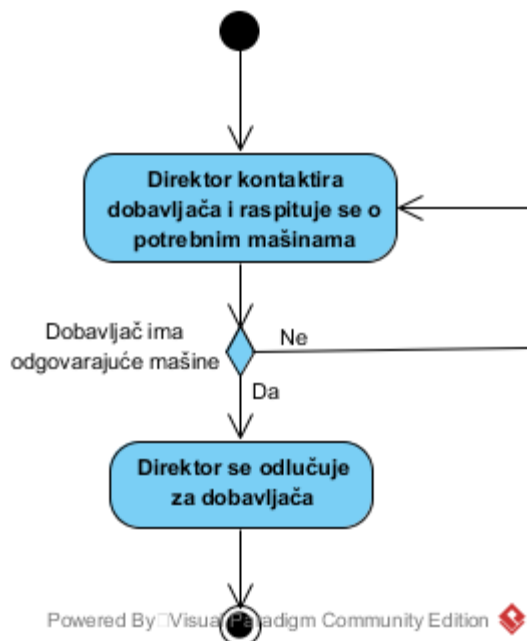 Direktor kontaktira
dobavljača i raspituje se o
potrebnim mašinama
Dobavljač ima
odgovarajuće mašine
Ne
Da
Direktor se odlučuje
za dobavljača
Powered By Visual Paradigm Community Edition